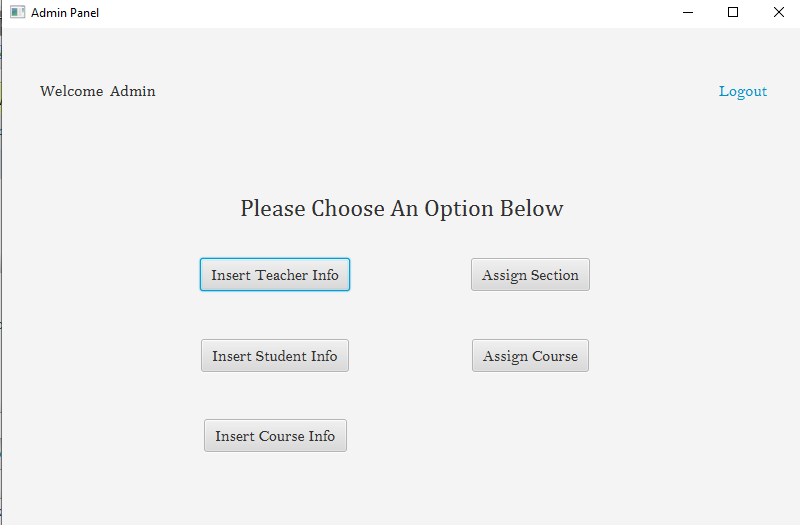 Admin Panel
Welcome Admin
Logout
Please Choose An Option Below
Insert Teacher Info
Assign Section
Insert Student Info
Assign Course
Insert Course Info